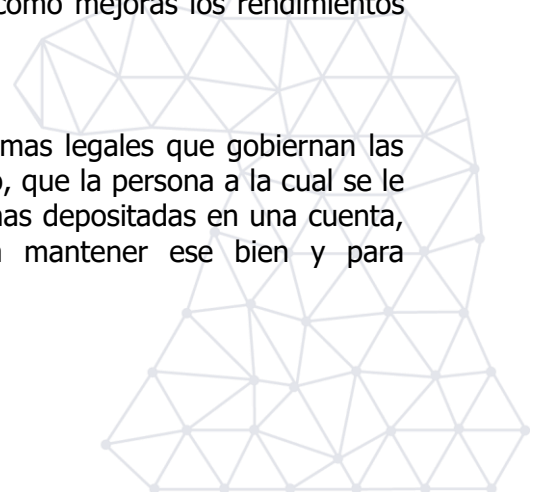 como mejoras los rendimientos
mas legales que gobiernan las
, que la persona a la cual se le
nas depositadas en una cuenta,
mantener ese bien y para